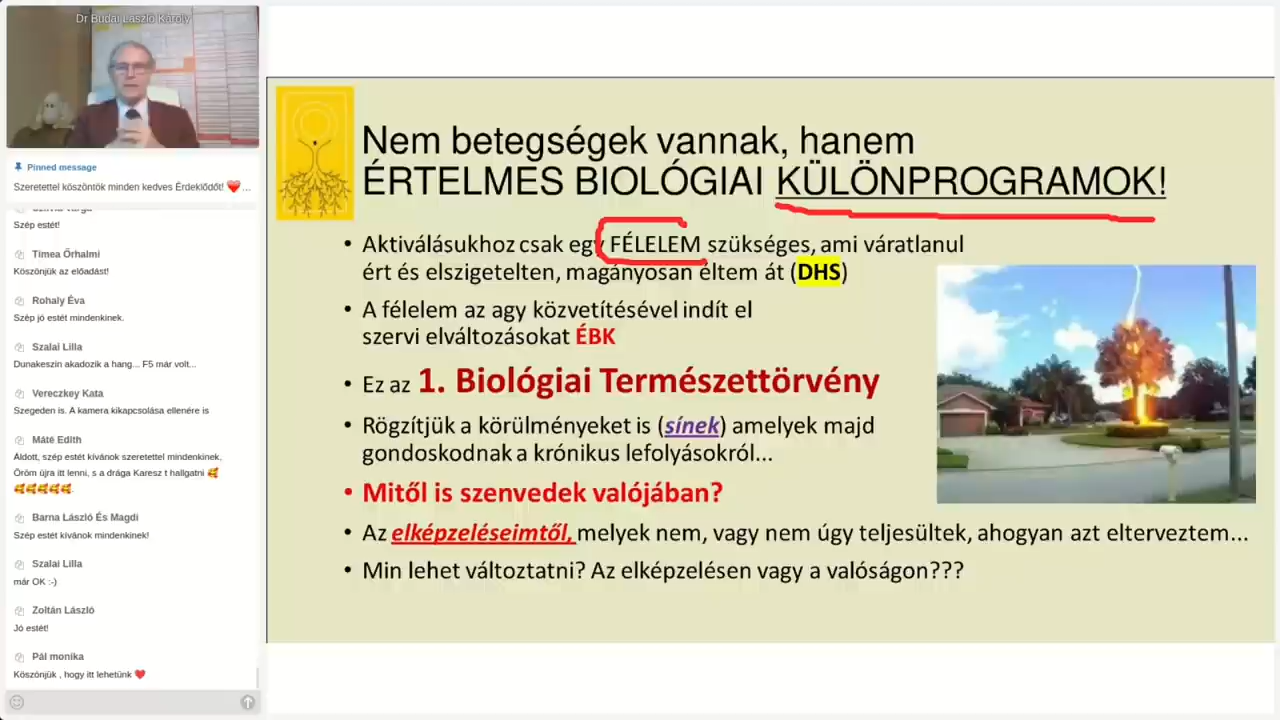 Dr Budai László Károly
Pinned message
Szeretettel köszöntök minden kedves Érdeklődőt! ❤️ ...
Szép estét!
Tímea Őrhalmi
Köszönjük az előadást!
Rohaly Éva
Szép jó estét mindenkinek.
Szalai Lilla
Dunakeszin akadozik a hang... F5 már volt...
Vereczkey Kata
Szegeden is. A kamera kikapcsolása ellenére is
Máté Edith
Áldott, szép estét kívánok szeretettel mindenkinek.
Öröm újra itt lenni, s a drága Karesz t hallgatni 🥰
🥰🥰🥰🥰🥰.
Barna László És Magdi
Szép estét kívánok mindenkinek!
Szalai Lilla
már OK :-)
Zoltán László
Jó estét!
Pál monika
Köszönjük , hogy itt lehetünk ❤️
Nem betegségek vannak, hanem
ÉRTELMES BIOLÓGIAI KÜLÖNPROGRAMOK!
• Aktiválásukhoz csak egy FÉLELEM szükséges, ami váratlanul
ért és elszigetelten, magányosan éltem át (DHS)
• A félelem az agy közvetítésével indít el
szervi elváltozásokat ÉBK
• Ez az 1. Biológiai Természettörvény
• Rögzítjük a körülményeket is (sínek) amelyek majd
gondoskodnak a krónikus lefolyásokról...
• Mitől is szenvedek valójában?
• Az elképzeléseimtől, melyek nem, vagy nem úgy teljesültek, ahogyan azt elterveztem...
• Min lehet változtatni? Az elképzelésen vagy a valóságon???